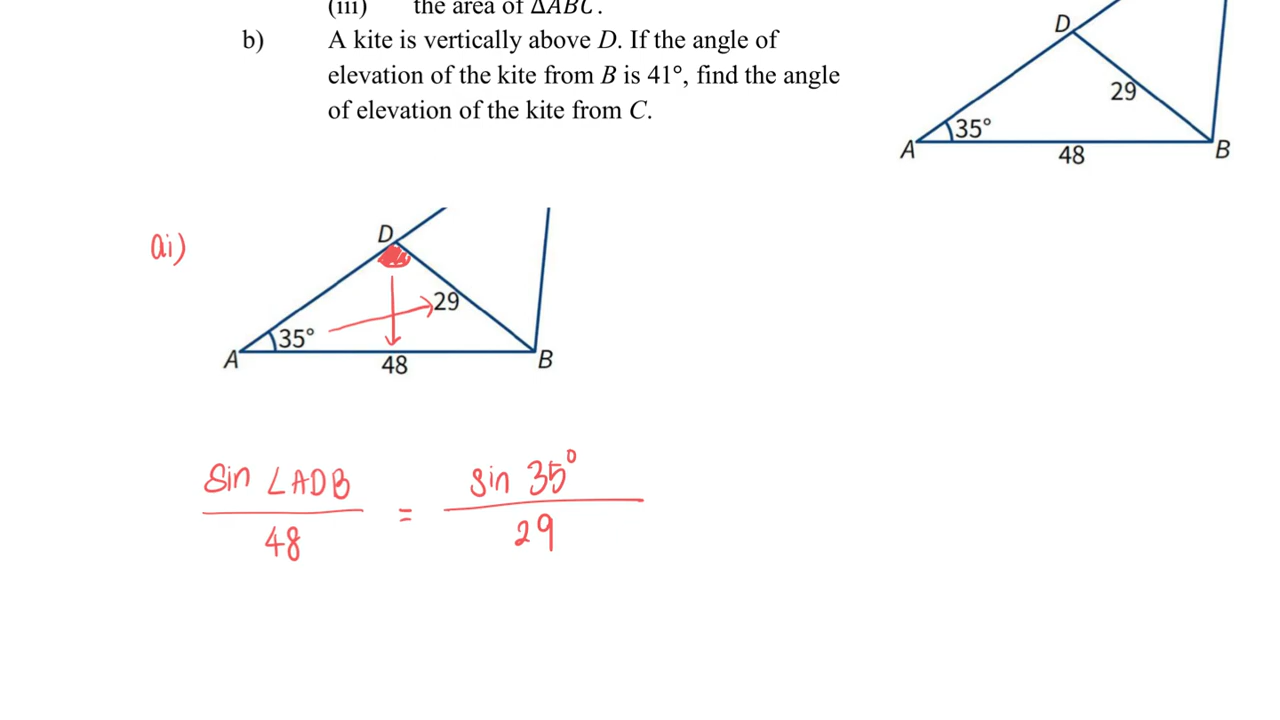 (iii) the area of ΔABC.
b) A kite is vertically above D. If the angle of
elevation of the kite from B is 41°, find the angle
of elevation of the kite from C.
D
29
35°
A
48
B
ai)
D
29
35°
A
48
B
Sin ∠ADB / 48 = Sin 35° / 29